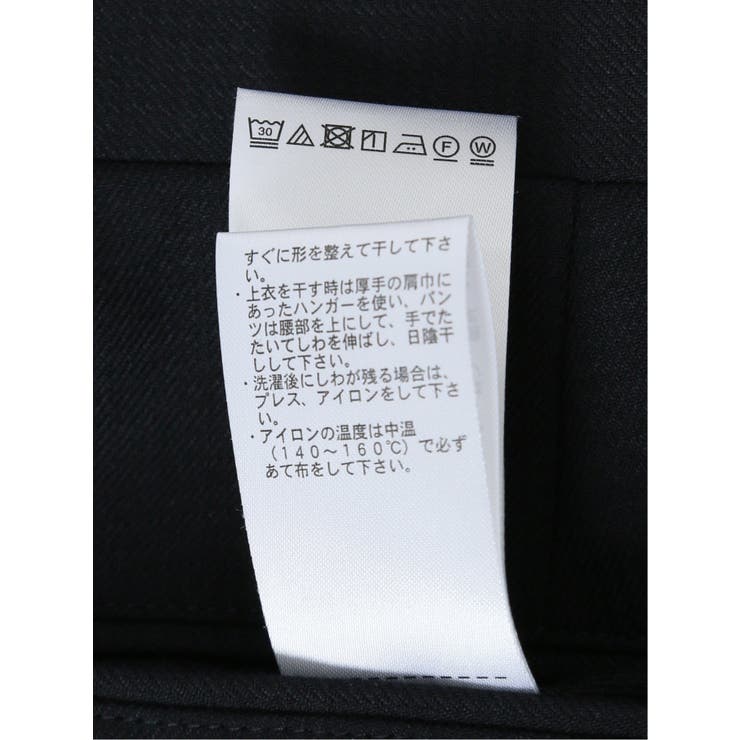 30 F W
すぐに形を整えて干して下さ
い。
・上衣を干す時は厚手の肩巾に
あったハンガーを使い、パン
ツは腰部を上にして、手でた
たいてしわを伸ばし、日陰干
しして下さい。
・洗濯後にしわが残る場合は、
プレス、アイロンをして下さ
い。
・アイロンの温度は中温
（140～160℃）で必ず
あて布をして下さい。